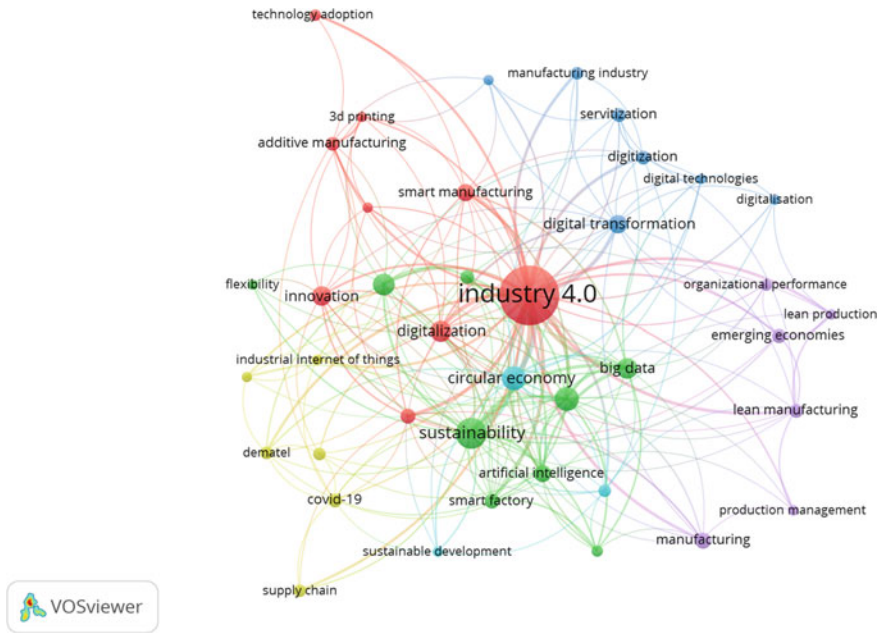 technology adoption
manufacturing industry
3d printing
servitization
additive manufacturing
digitization
digital technologies
smart manufacturing
digitalisation
digital transformation
flexibility
organizational performance
innovation
industry 4.0
lean production
digitalization
emerging economies
industrial internet of things
big data
circular economy
lean manufacturing
sustainability
dematel
artificial intelligence
covid-19
smart factory
production management
manufacturing
sustainable development
supply chain
VOSviewer